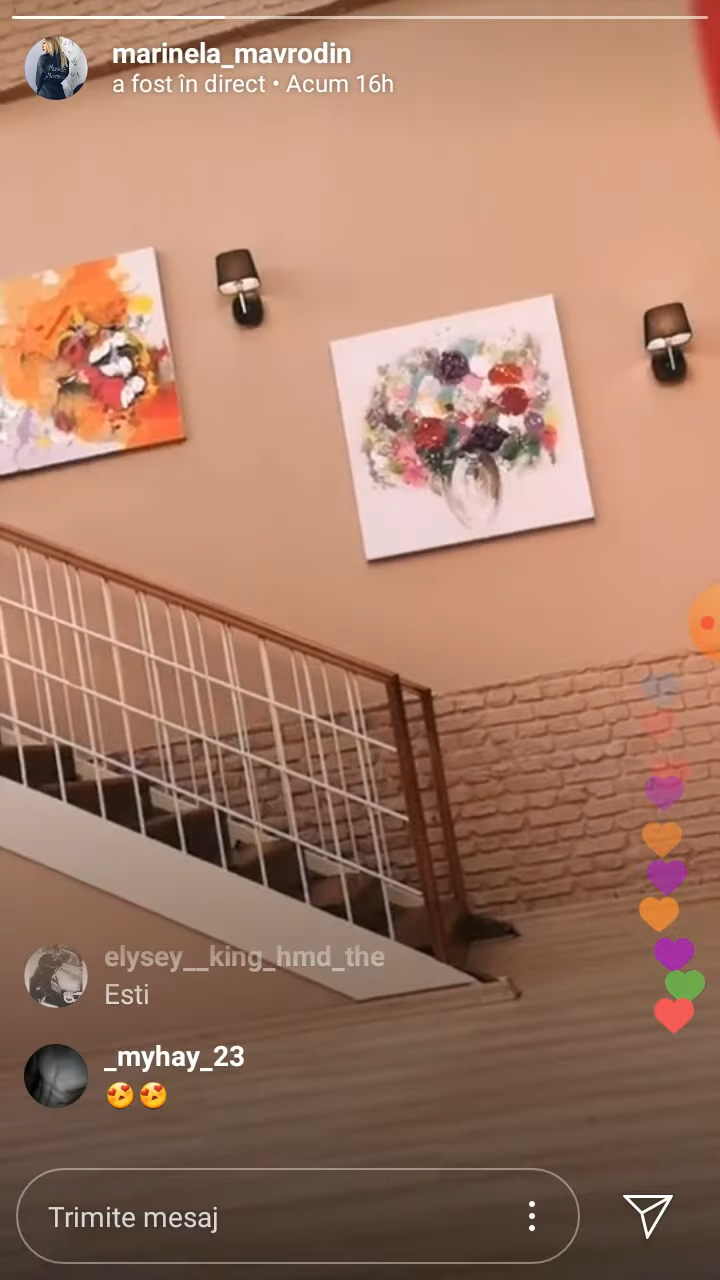 marinela_mavrodin
a fost în direct • Acum 16h
elysey__king_hmd_the
Esti
_myhay_23
😍😍
Trimite mesaj